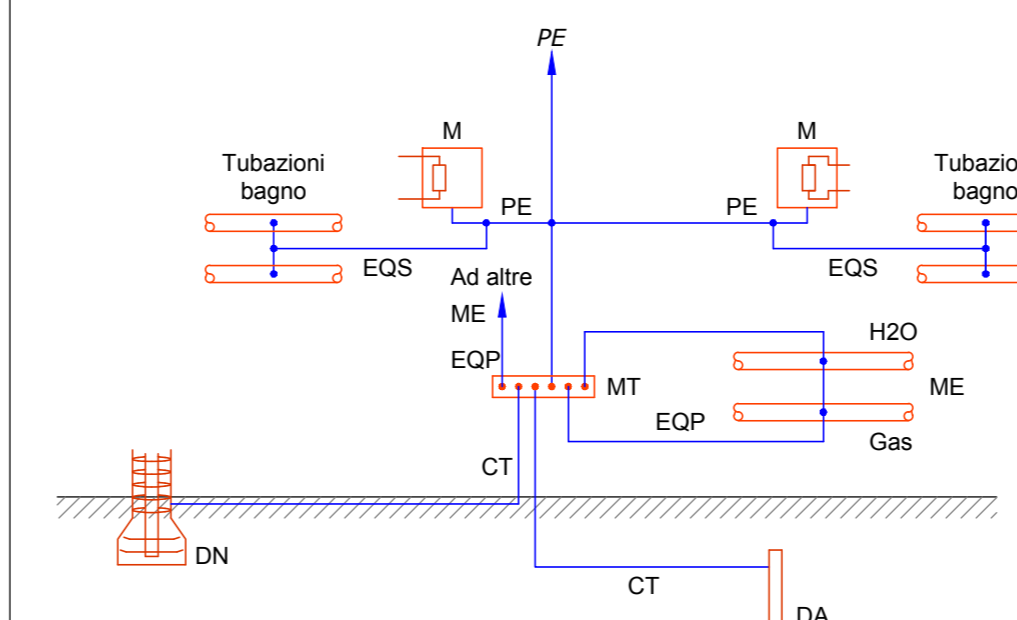 PE
M
M
Tubazioni
bagno
Tubazio
bagno
PE
PE
EQS
EQS
Ad altre
ME
EQP
MT
H2O
ME
EQP
Gas
CT
DN
CT
DA